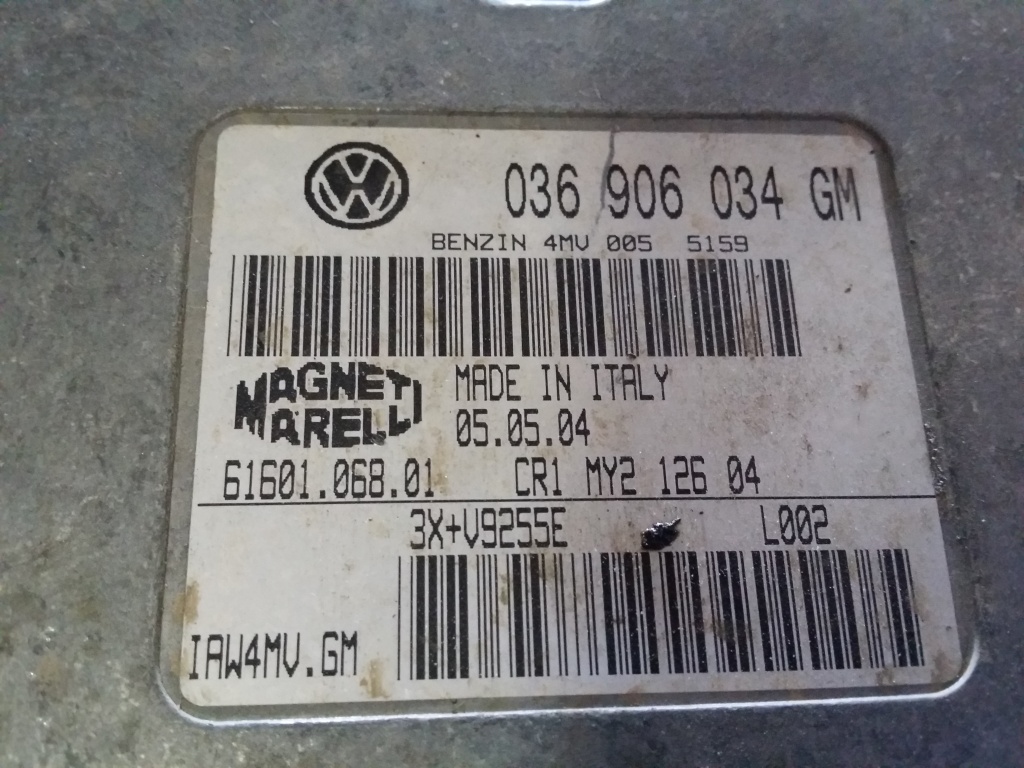 036 906 034 GM
BENZIN 4MV 005 5159
MAGNETI
MARELLI
MADE IN ITALY
05.05.04
61601.068.01 CR1 MY2 126 04
3X+V9255E L002
IAW4MV.GM